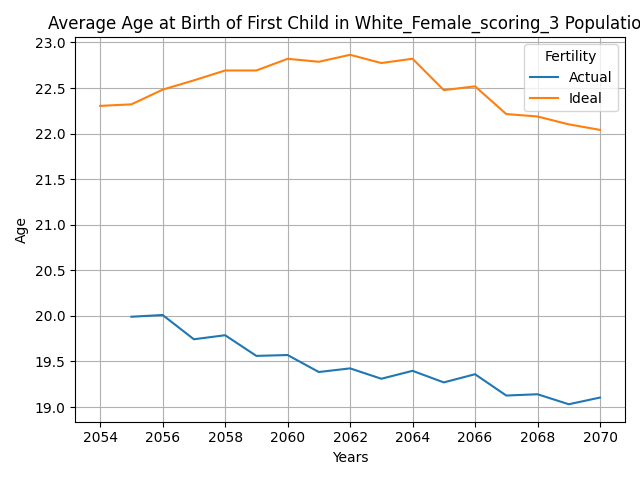 Average Age at Birth of First Child in White_Female_scoring_3 Populatio
23.0
22.5
22.0
21.5
21.0
20.5
20.0
19.5
19.0
Age
Fertility
Actual
Ideal
2054 2056 2058 2060 2062 2064 2066 2068 2070
Years